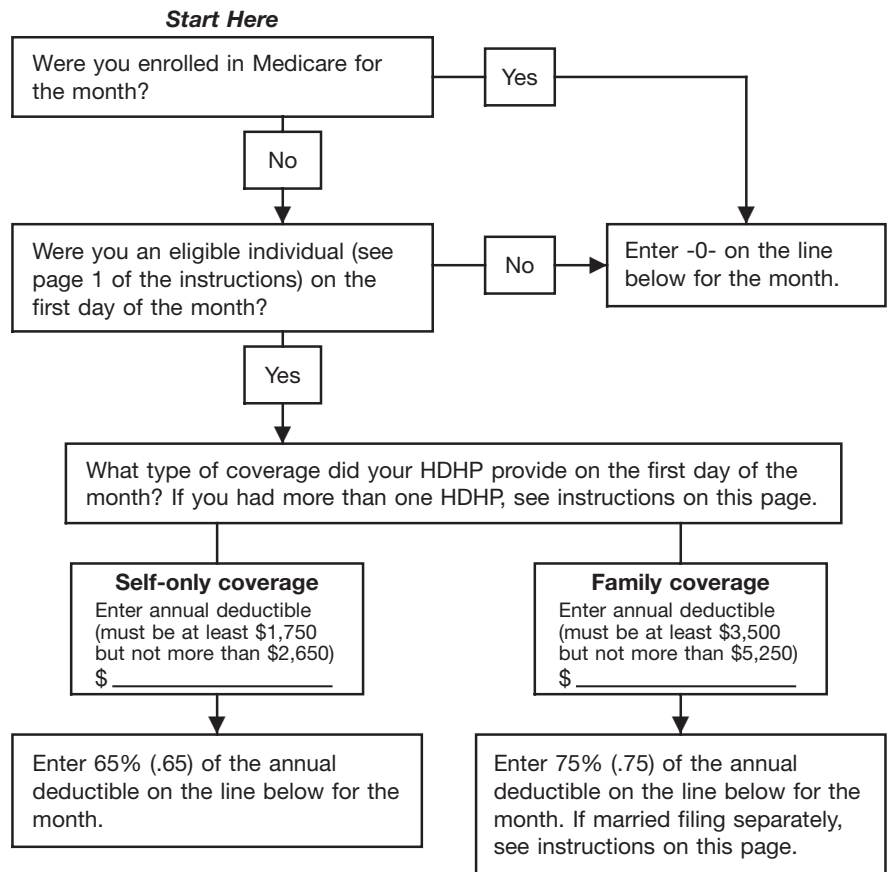 Start Here
Were you enrolled in Medicare for
the month?
Yes
No
Were you an eligible individual (see
page 1 of the instructions) on the
first day of the month?
No
Enter -0- on the line
below for the month.
Yes
What type of coverage did your HDHP provide on the first day of the
month? If you had more than one HDHP, see instructions on this page.
Self-only coverage
Enter annual deductible
(must be at least $1,750
but not more than $2,650)
$
Family coverage
Enter annual deductible
(must be at least $3,500
but not more than $5,250)
$
Enter 65% (.65) of the annual
deductible on the line below for the
month.
Enter 75% (.75) of the annual
deductible on the line below for the
month. If married filing separately,
see instructions on this page.